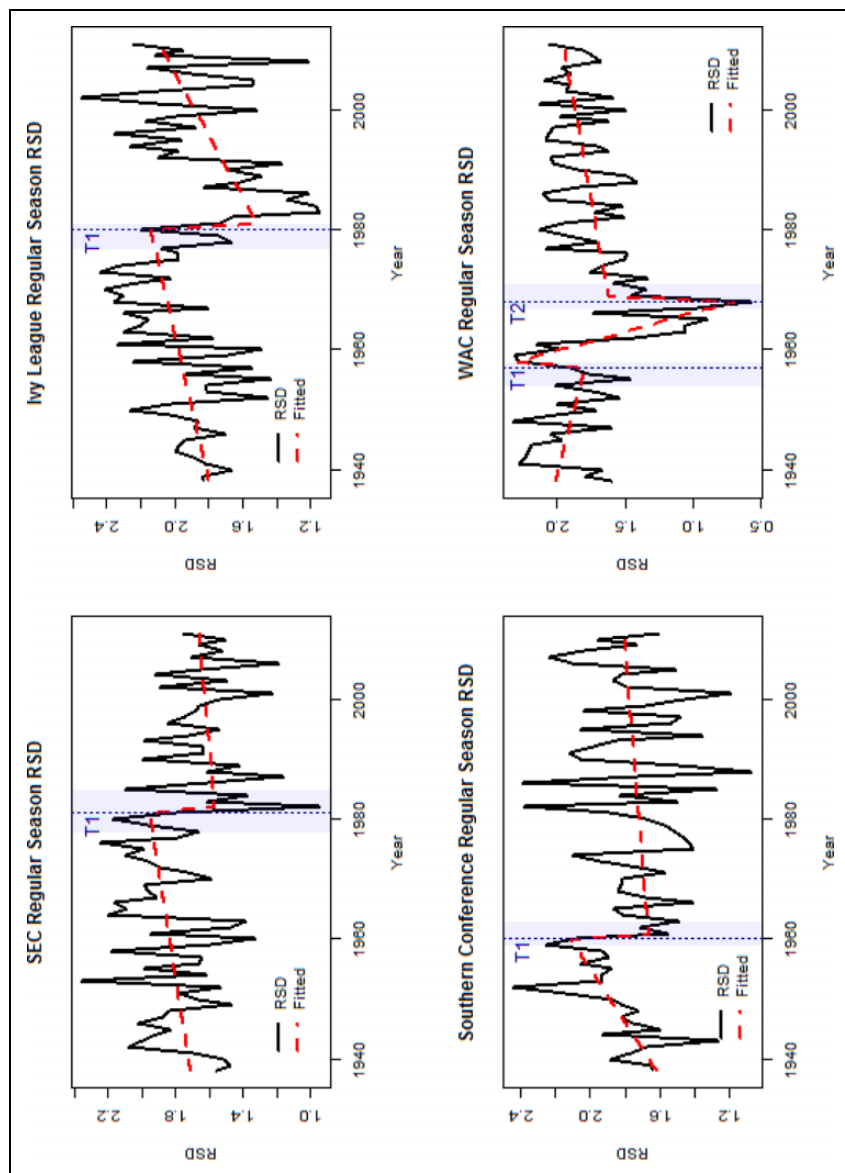 SEC Regular Season RSD
RSD
2.2
1.8
1.4
1.0
T1
RSD
Fitted
1940
1960
1980
2000
Year
Ivy League Regular Season RSD
RSD
2.4
2.0
1.6
1.2
T1
RSD
Fitted
1940
1960
1980
2000
Year
Southern Conference Regular Season RSD
RSD
2.4
2.0
1.6
1.2
T1
RSD
Fitted
1940
1960
1980
2000
Year
WAC Regular Season RSD
RSD
2.0
1.5
1.0
0.5
T1
T2
RSD
Fitted
1940
1960
1980
2000
Year